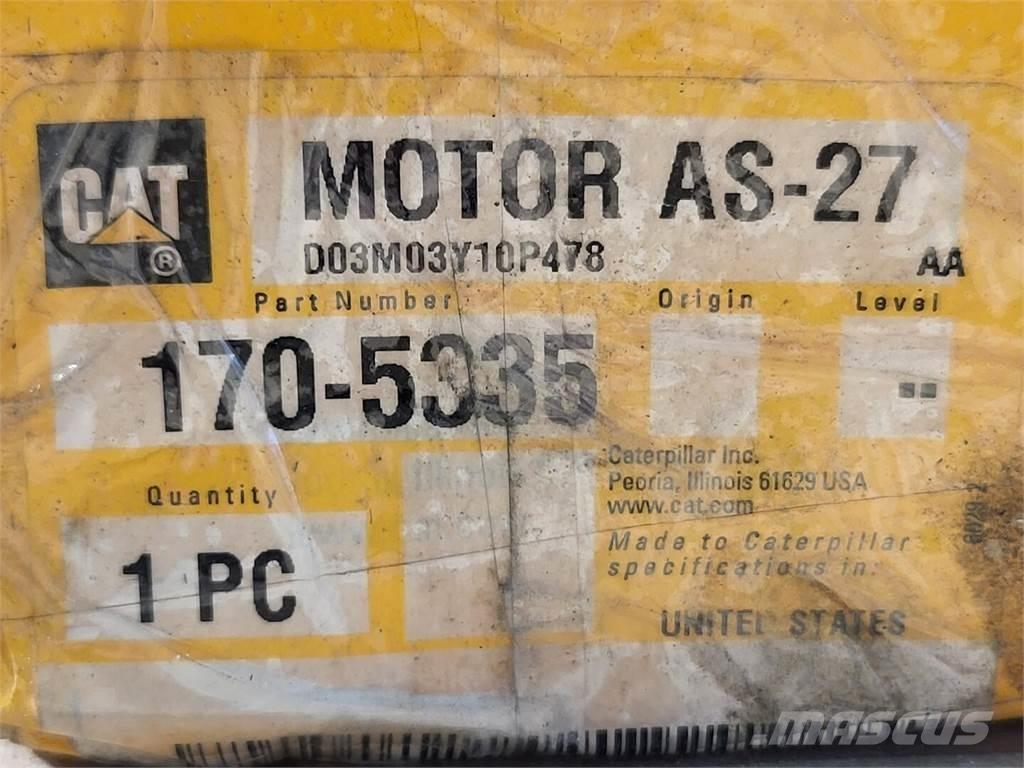 CAT
®
MOTOR AS-27
D03M03Y10P478 AA
Part Number Origin Level
170-5335 --
Quantity
1 PC
Caterpillar Inc.
Peoria, Illinois 61629 USA
www.cat.com
Made to Caterpillar
specifications in:
UNITED STATES
MASCUS